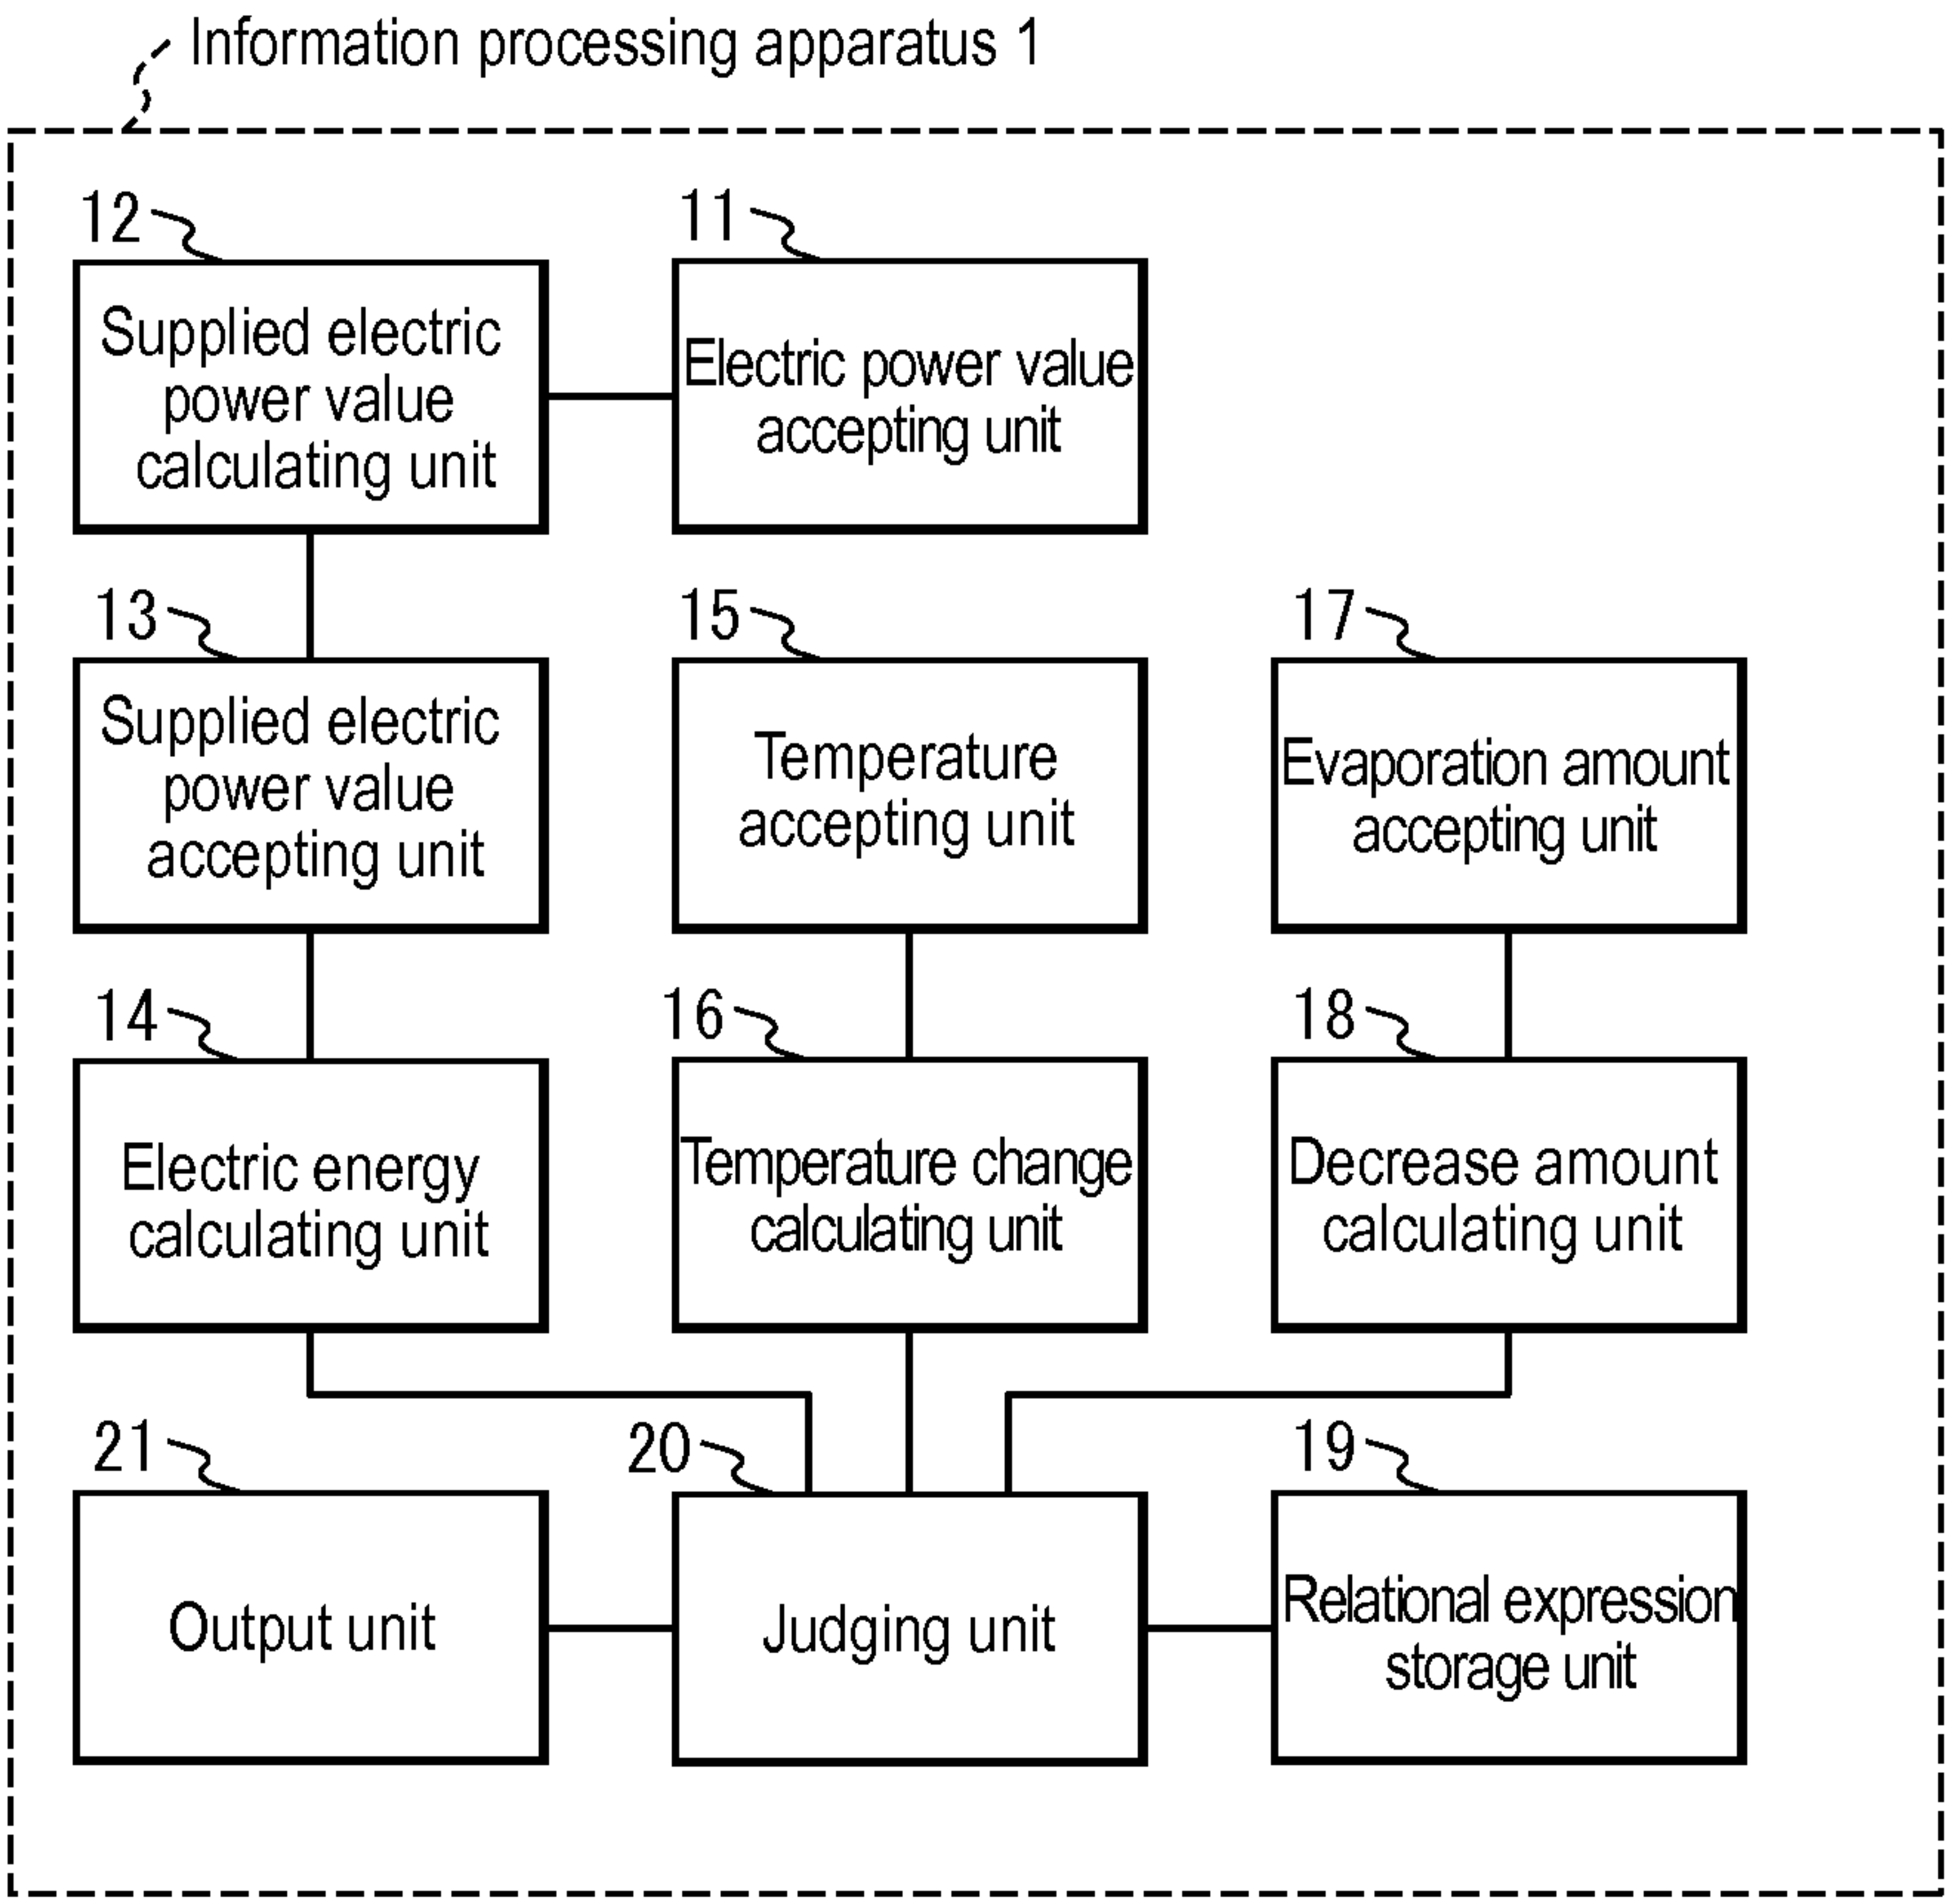 Information processing apparatus 1
12
Supplied electric
power value
calculating unit
11
Electric power value
accepting unit
13
Supplied electric
power value
accepting unit
15
Temperature
accepting unit
17
Evaporation amount
accepting unit
14
Electric energy
calculating unit
16
Temperature change
calculating unit
18
Decrease amount
calculating unit
21
Output unit
20
Judging unit
19
Relational expression
storage unit